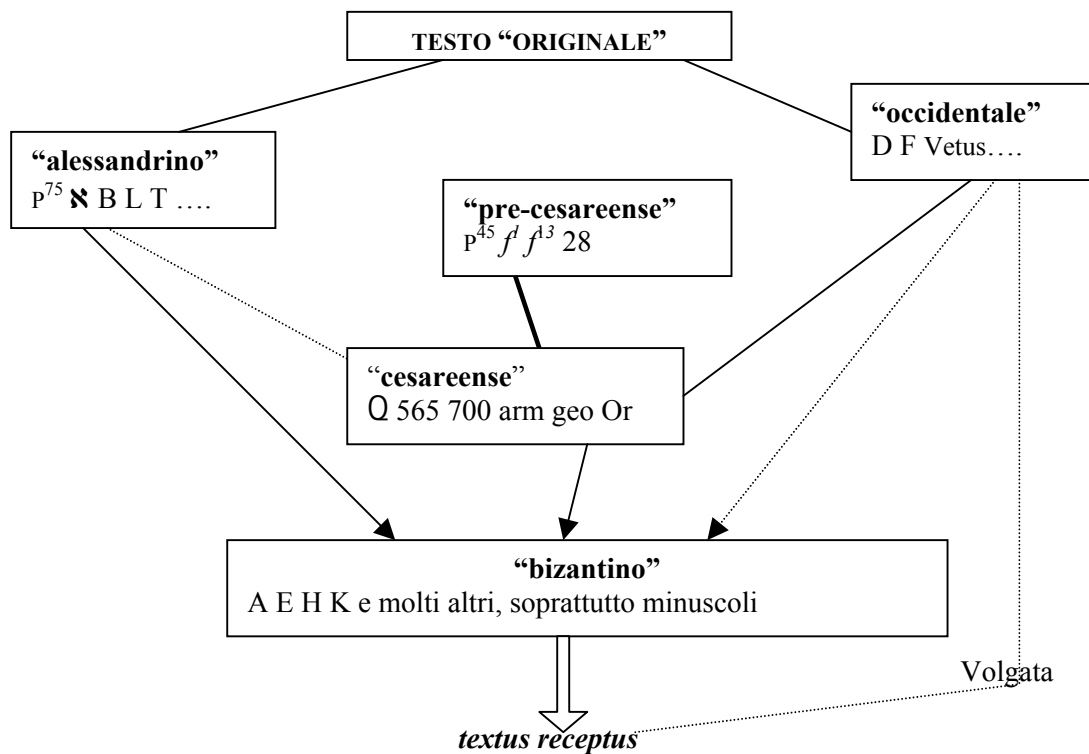 TESTO “ORIGINALE”
“occidentale”
D F Vetus….
“alessandrino”
P75 ℵ B L T ….
“pre-cesareense”
P45 f1 f13 28
“cesareense”
Q 565 700 arm geo Or
“bizantino”
A E H K e molti altri, soprattutto minuscoli
Volgata
textus receptus